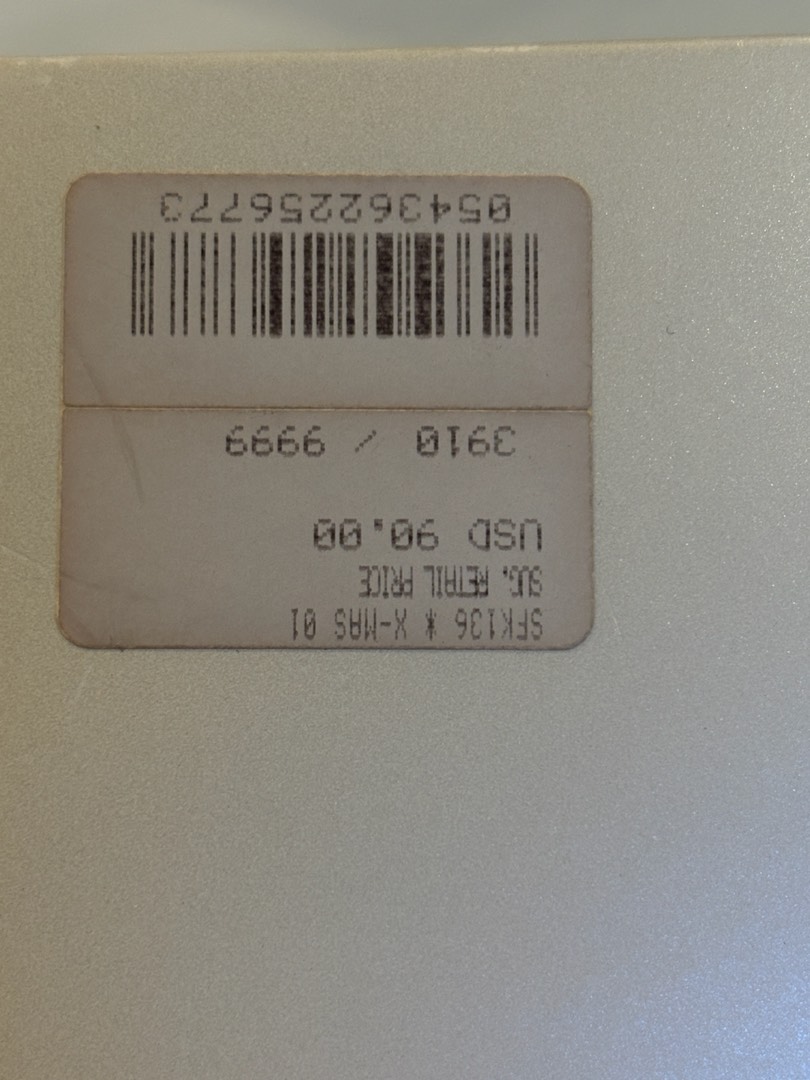 SFK136 * X-MAS 01
SUG. RETAIL PRICE
USD 90.00
3910 / 9999
054362256773